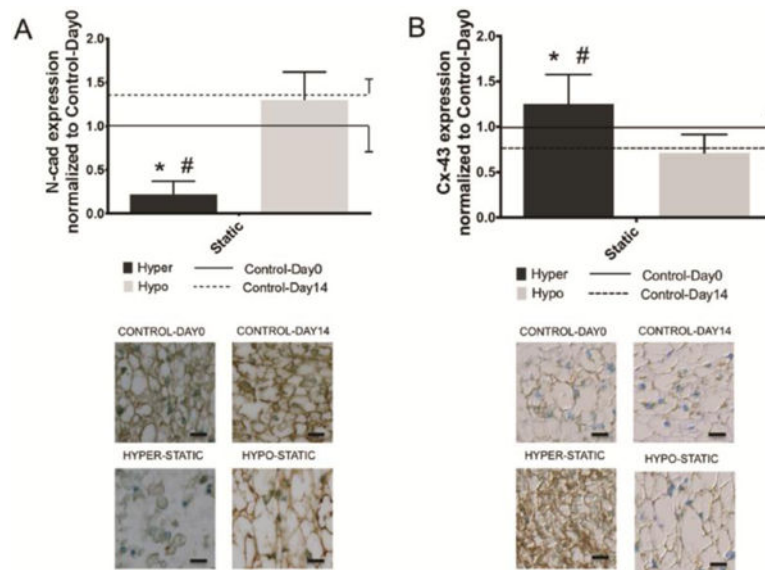 A
N-cad expression
normalized to Control-Day0
2.0
1.5
1.0
0.5
0.0
* #
Static
Hyper
Hypo
Control-Day0
Control-Day14
CONTROL-DAY0
CONTROL-DAY14
HYPER-STATIC
HYPO-STATIC
B
Cx-43 expression
normalized to Control-Day0
2.0
1.5
1.0
0.5
0.0
* #
Static
Hyper
Hypo
Control-Day0
Control-Day14
CONTROL-DAY0
CONTROL-DAY14
HYPER-STATIC
HYPO-STATIC